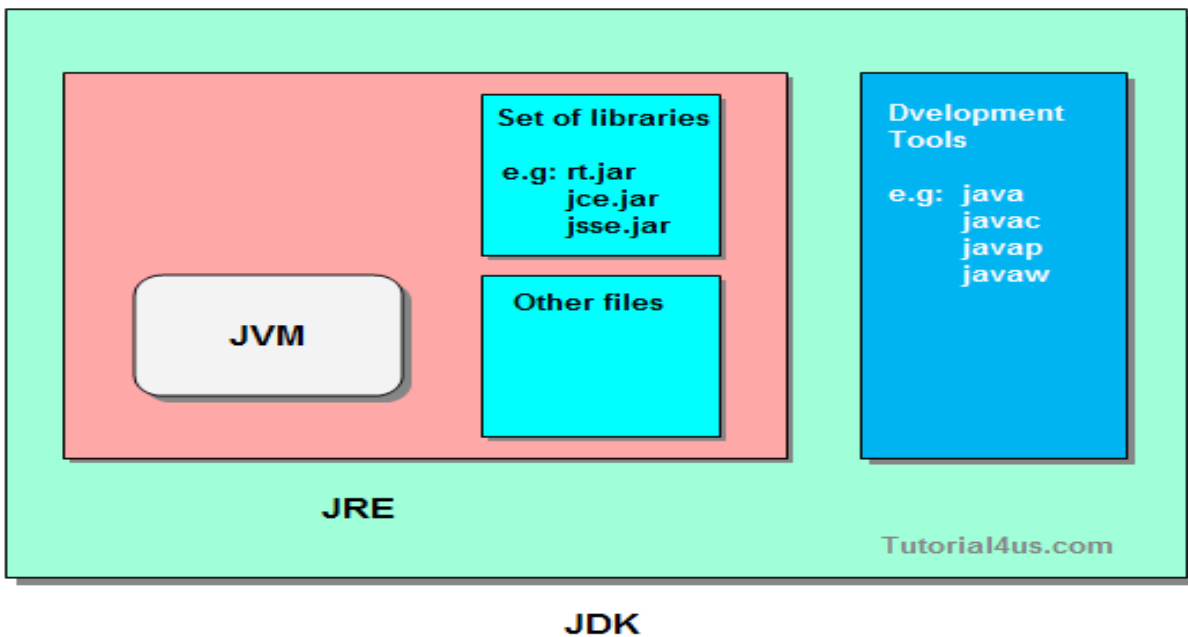 Set of libraries
e.g: rt.jar
jce.jar
jsse.jar
Other files
JVM
JRE
Dvelopment
Tools
e.g: java
javac
javap
javaw
Tutorial4us.com
JDK